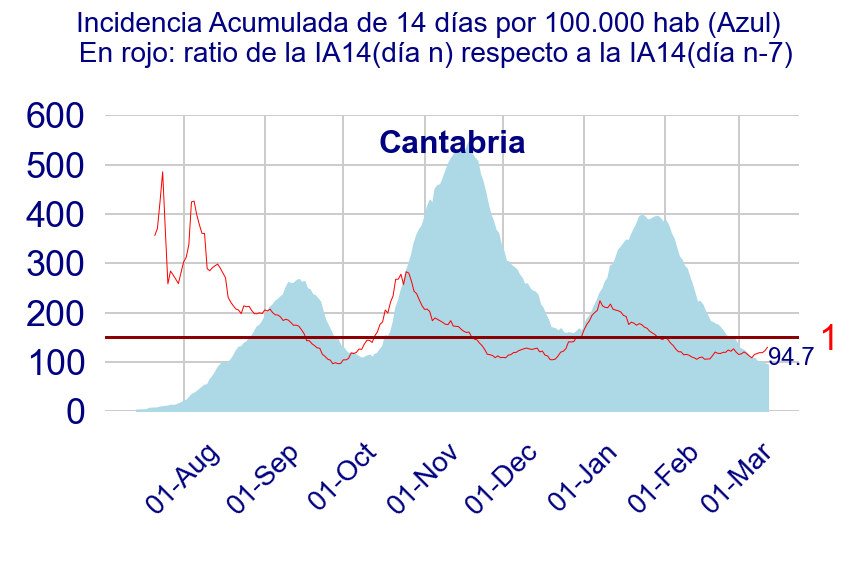 Incidencia Acumulada de 14 días por 100.000 hab (Azul)
En rojo: ratio de la IA14(día n) respecto a la IA14(día n-7)
600
Cantabria
500
400
300
200
1
94.7
100
0
01-Aug
01-Sep
01-Oct
01-Nov
01-Dec
01-Jan
01-Feb
01-Mar